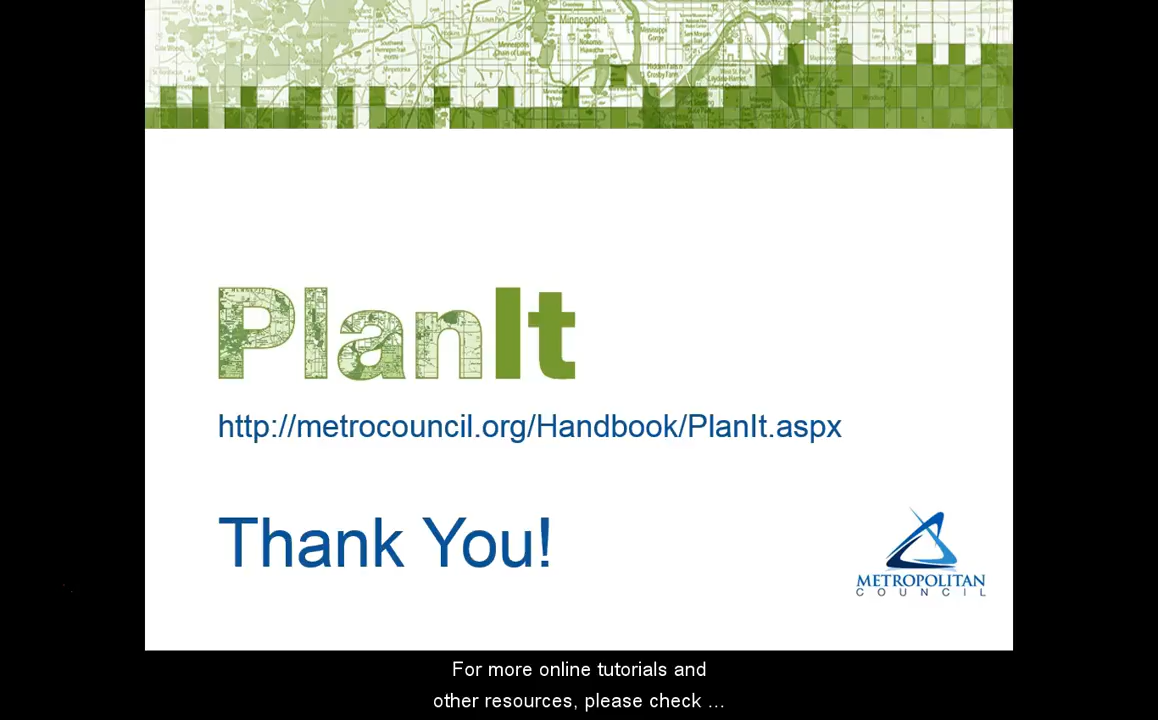 Minneapolis
PlanIt
http://metrocouncil.org/Handbook/PlanIt.aspx
Thank You!
METROPOLITAN
COUNCIL
For more online tutorials and
other resources, please check ...